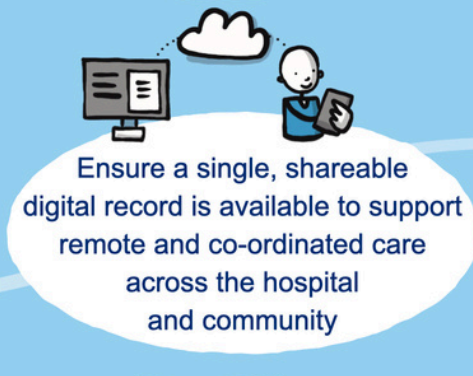 Ensure a single, shareable
digital record is available to support
remote and co-ordinated care
across the hospital
and community